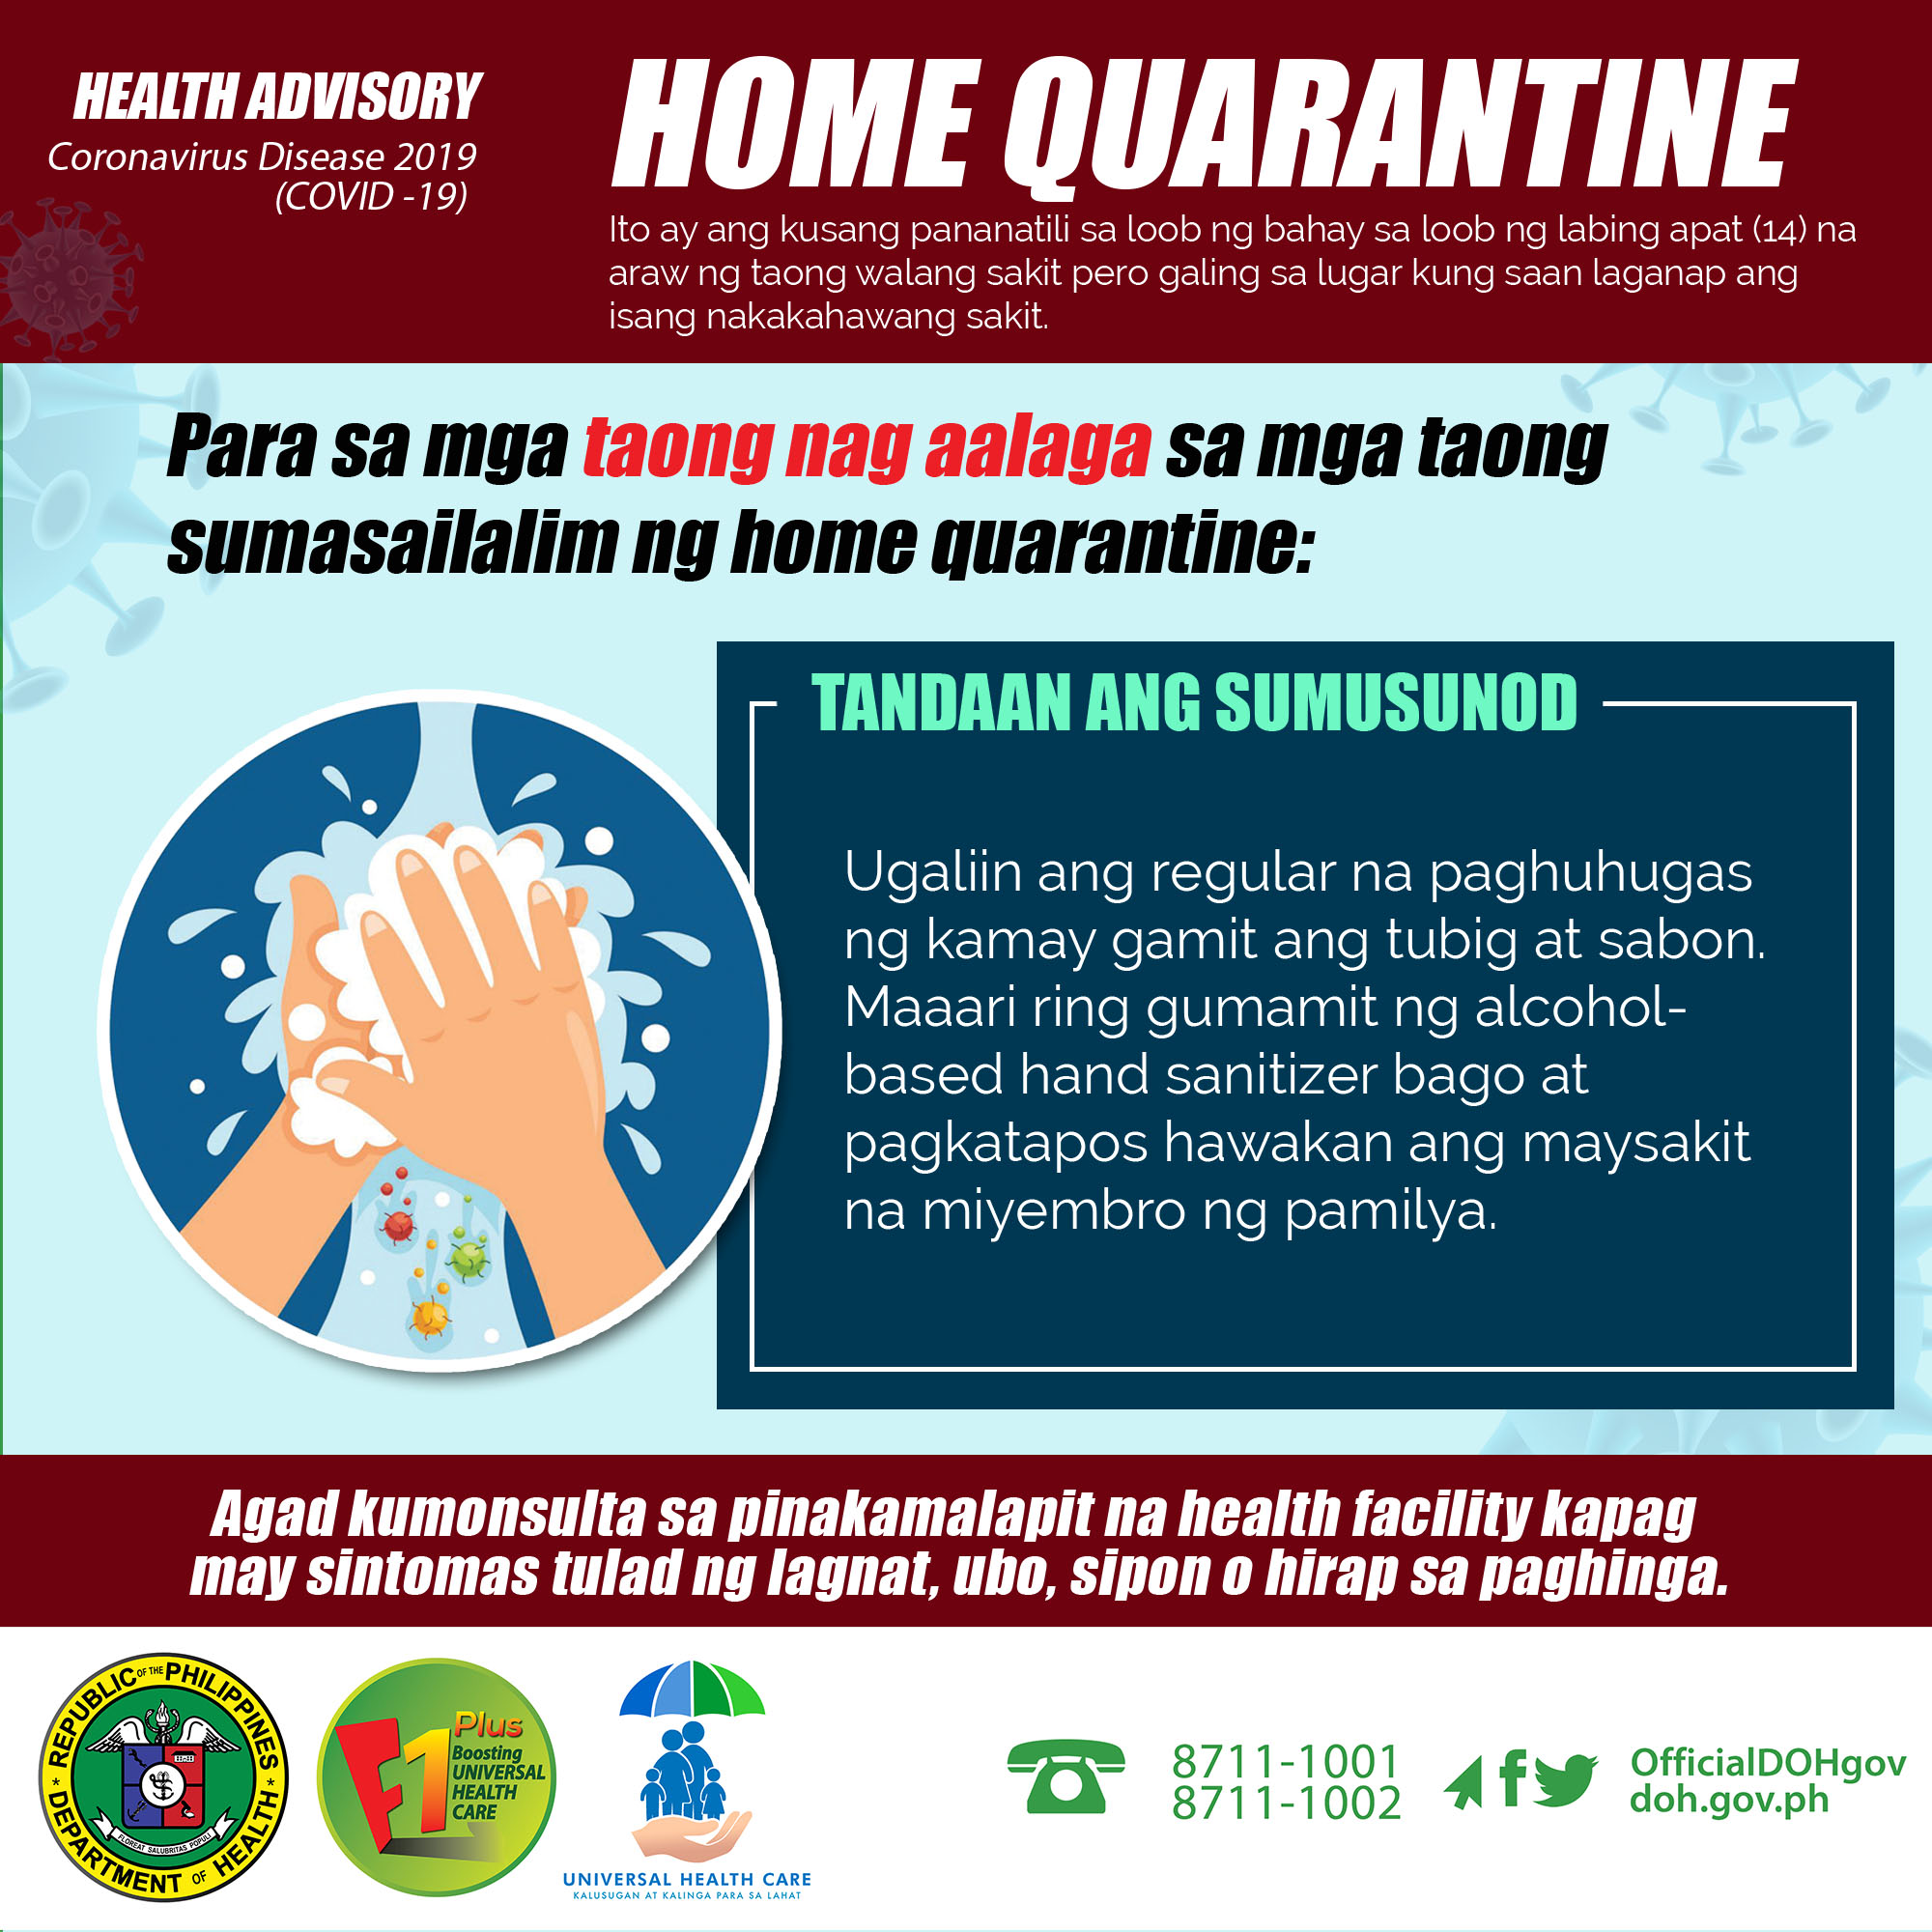 HEALTH ADVISORY
Coronavirus Disease 2019
(COVID -19)
HOME QUARANTINE
Ito ay ang kusang pananatili sa loob ng bahay sa loob ng labing apat (14) na
araw ng taong walang sakit pero galing sa lugar kung saan laganap ang
isang nakakahawang sakit.
Para sa mga taong nag aalaga sa mga taong
sumasailalim ng home quarantine:
TANDAAN ANG SUMUSUNOD
Ugaliin ang regular na paghuhugas
ng kamay gamit ang tubig at sabon.
Maaari ring gumamit ng alcohol-
based hand sanitizer bago at
pagkatapos hawakan ang maysakit
na miyembro ng pamilya.
Agad kumonsulta sa pinakamalapit na health facility kapag
may sintomas tulad ng lagnat, ubo, sipon o hirap sa paghinga.
REPUBLIC OF THE PHILIPPINES
FLOREAT SALUBRITAS POPULI
* DEPARTMENT OF HEALTH *
F1 Plus
Boosting
UNIVERSAL
HEALTH
CARE
UNIVERSAL HEALTH CARE
KALUSUGAN AT KALINGA PARA SA LAHAT
8711-1001
8711-1002
OfficialDOHgov
doh.gov.ph